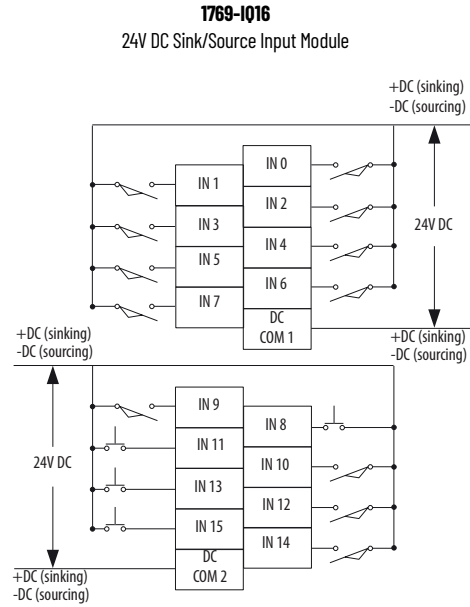 1769-IQ16
24V DC Sink/Source Input Module
+DC (sinking)
-DC (sourcing)
IN 0
IN 1
IN 2
IN 3
24V DC
IN 4
IN 5
IN 6
IN 7
DC
COM 1
+DC (sinking)
-DC (sourcing)
+DC (sinking)
-DC (sourcing)
IN 9
IN 8
IN 11
24V DC
IN 10
IN 13
IN 12
IN 15
IN 14
DC
COM 2
+DC (sinking)
-DC (sourcing)